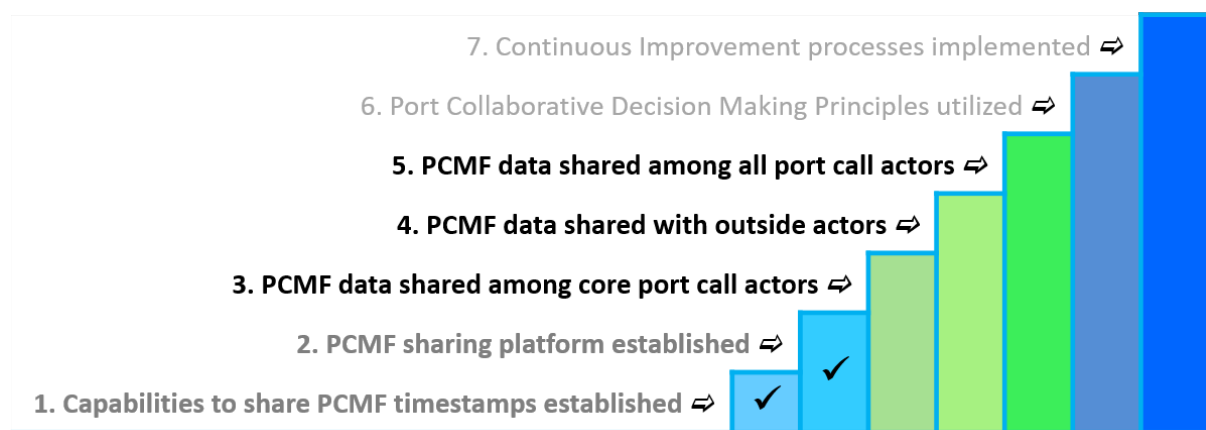 7. Continuous Improvement processes implemented ➪
6. Port Collaborative Decision Making Principles utilized ➪
5. PCMF data shared among all port call actors ➪
4. PCMF data shared with outside actors ➪
3. PCMF data shared among core port call actors ➪
2. PCMF sharing platform established ➪
1. Capabilities to share PCMF timestamps established ➪